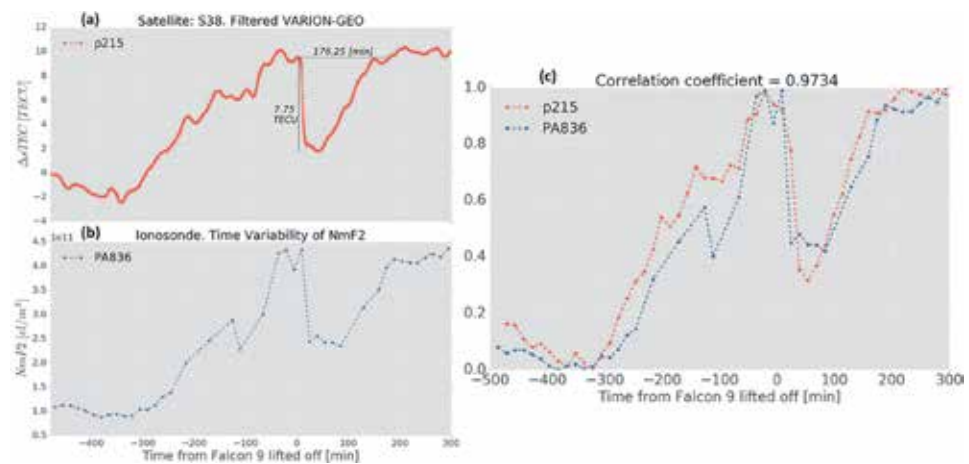 (a)
Satellite: S38. Filtered VARION-GEO
12
10
8
6
4
2
0
−2
−4
ΔsTEC [TECU]
p215
176.25 [min]
7.75
TECU
(b)
Ionosonde. Time Variability of NmF2
1e11
4.5
4.0
3.5
3.0
2.5
2.0
1.5
1.0
0.5
NmF2 [el/m³]
PA836
−400 −300 −200 −100 0 100 200 300
Time from Falcon 9 lifted off [min]
(c)
Correlation coefficient = 0.9734
1.0
0.8
0.6
0.4
0.2
0.0
p215
PA836
−500 −400 −300 −200 −100 0 100 200 300
Time from Falcon 9 lifted off [min]